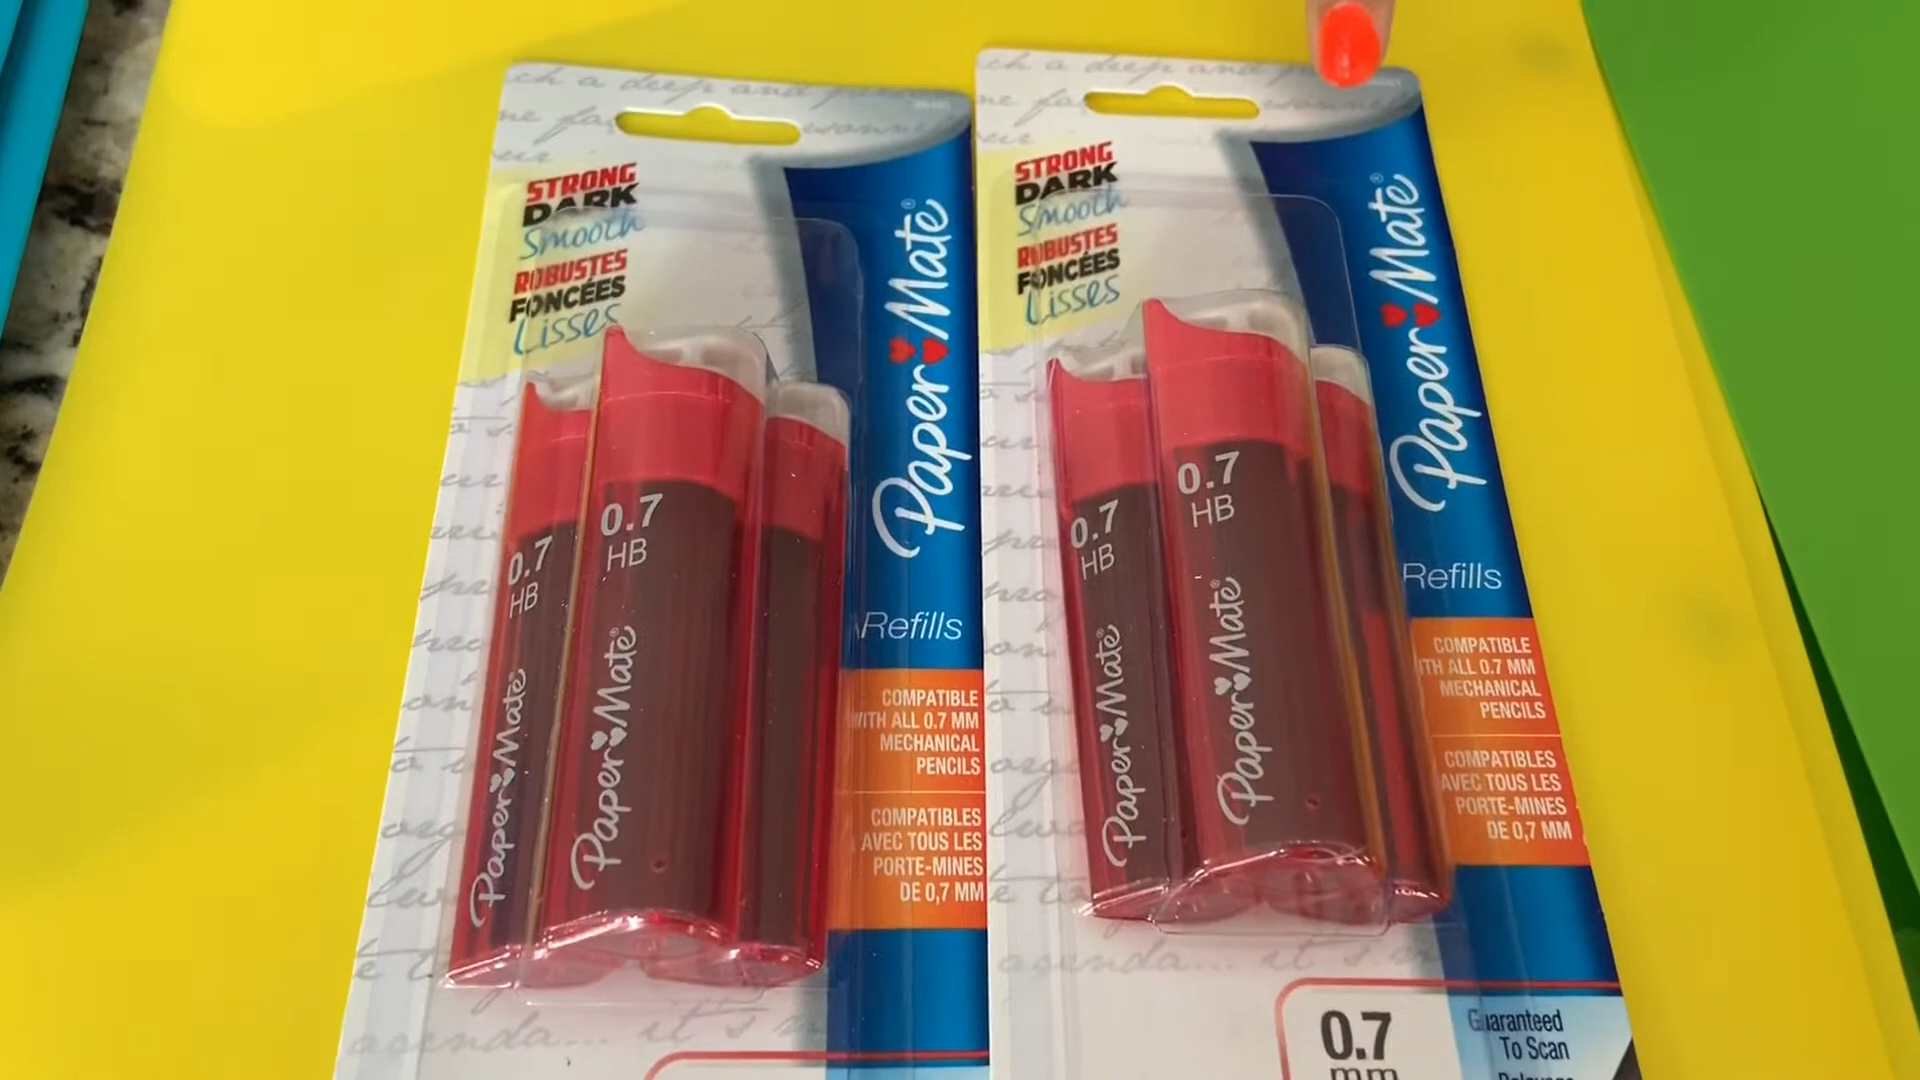 STRONG
DARK
Smooth
ROBUSTES
FONCÉES
Lisses
Paper Mate®
Refills
COMPATIBLE
WITH ALL 0.7 MM
MECHANICAL
PENCILS
COMPATIBLES
AVEC TOUS LES
PORTE-MINES
DE 0,7 MM
0.7
HB
Paper Mate®
0.7
HB
Paper Mate®
STRONG
DARK
Smooth
ROBUSTES
FONCÉES
Lisses
Paper Mate®
Refills
COMPATIBLE
ITH ALL 0.7 MM
MECHANICAL
PENCILS
COMPATIBLES
AVEC TOUS LES
PORTE-MINES
DE 0,7 MM
0.7
HB
Paper Mate®
0.7
HB
Paper Mate®
0.7
mm
Guaranteed
To Scan